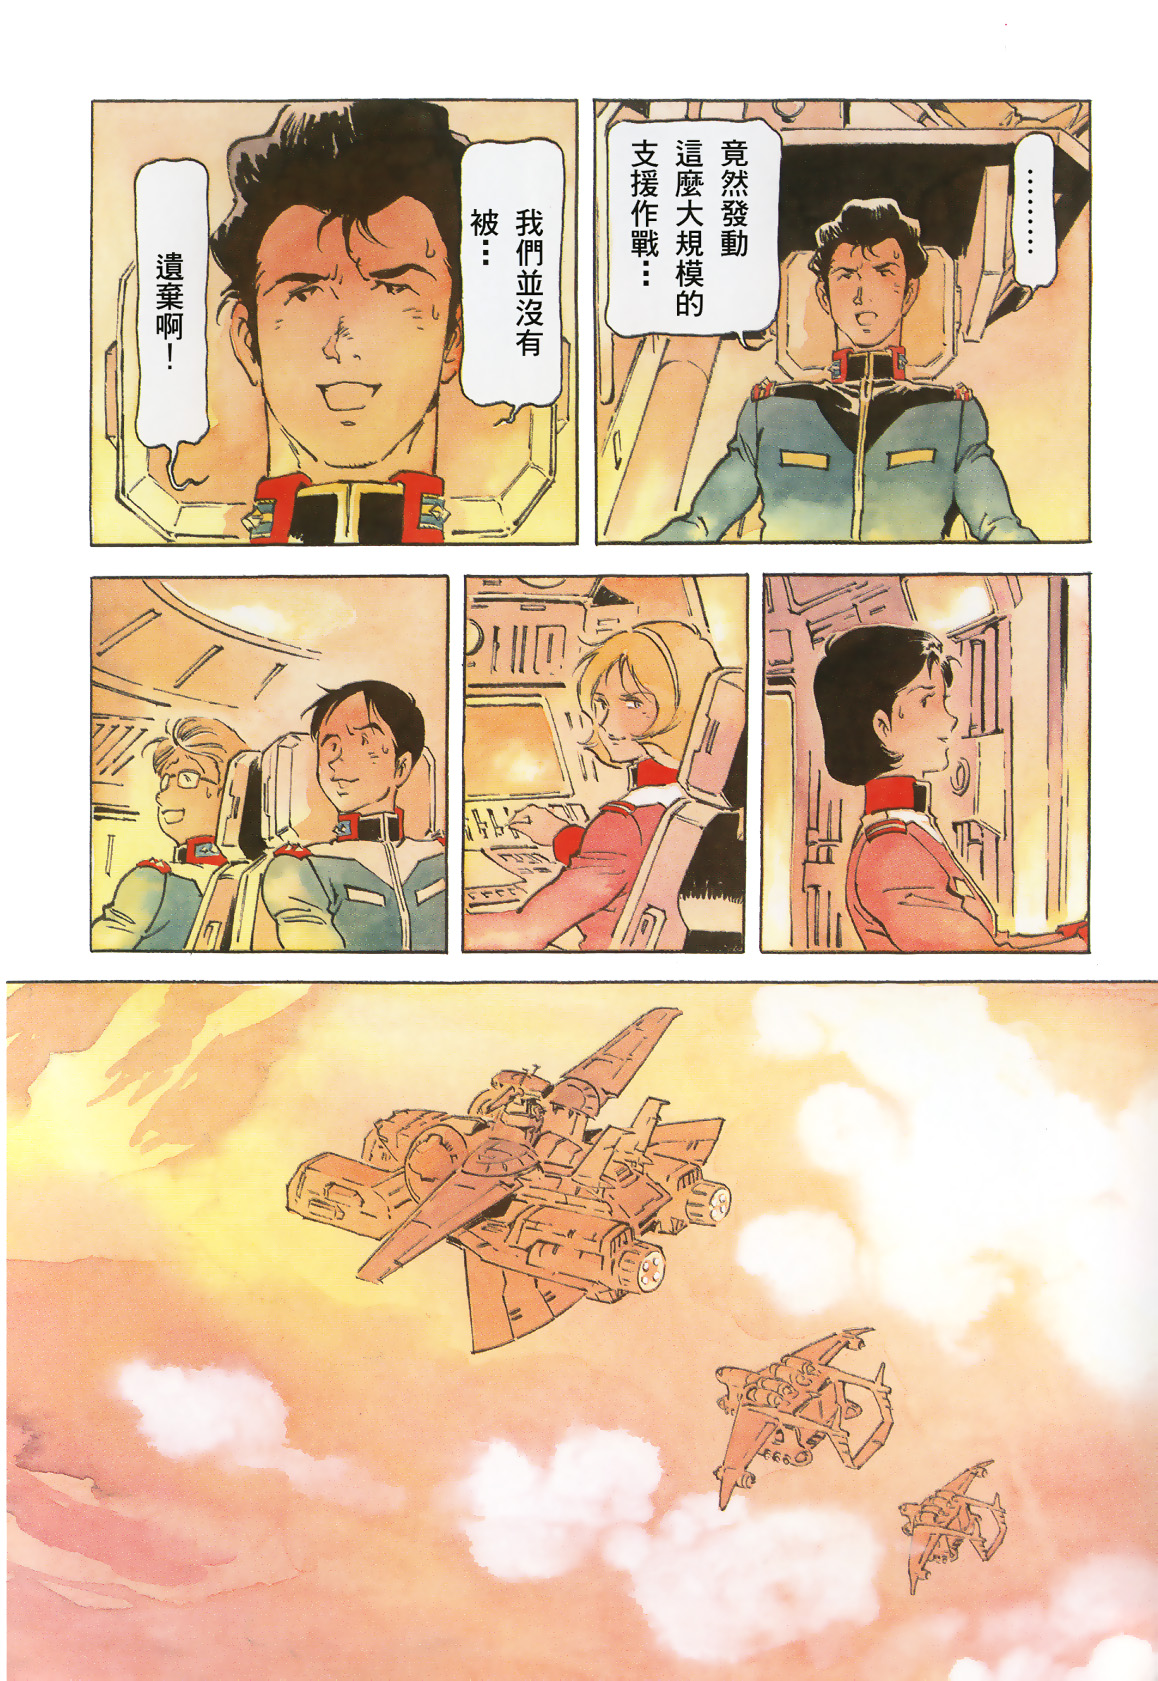 ………
竟然發動
這麼大規模的
支援作戰…
我們並沒有
被…
遺棄啊！